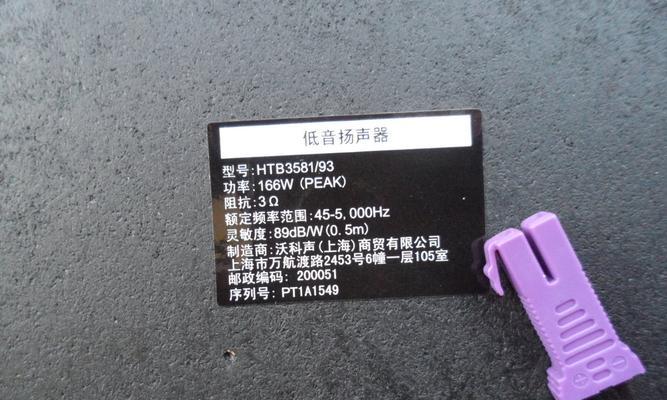 低音扬声器
型号:HTB3581/93
功率:166W (PEAK)
阻抗:3Ω
额定频率范围:45-5,000Hz
灵敏度:89dB/W(0.5m)
制造商:沃科声(上海)商贸有限公司
上海市万航渡路2453号6幢一层105室
邮政编码: 200051
序列号: PT1A1549